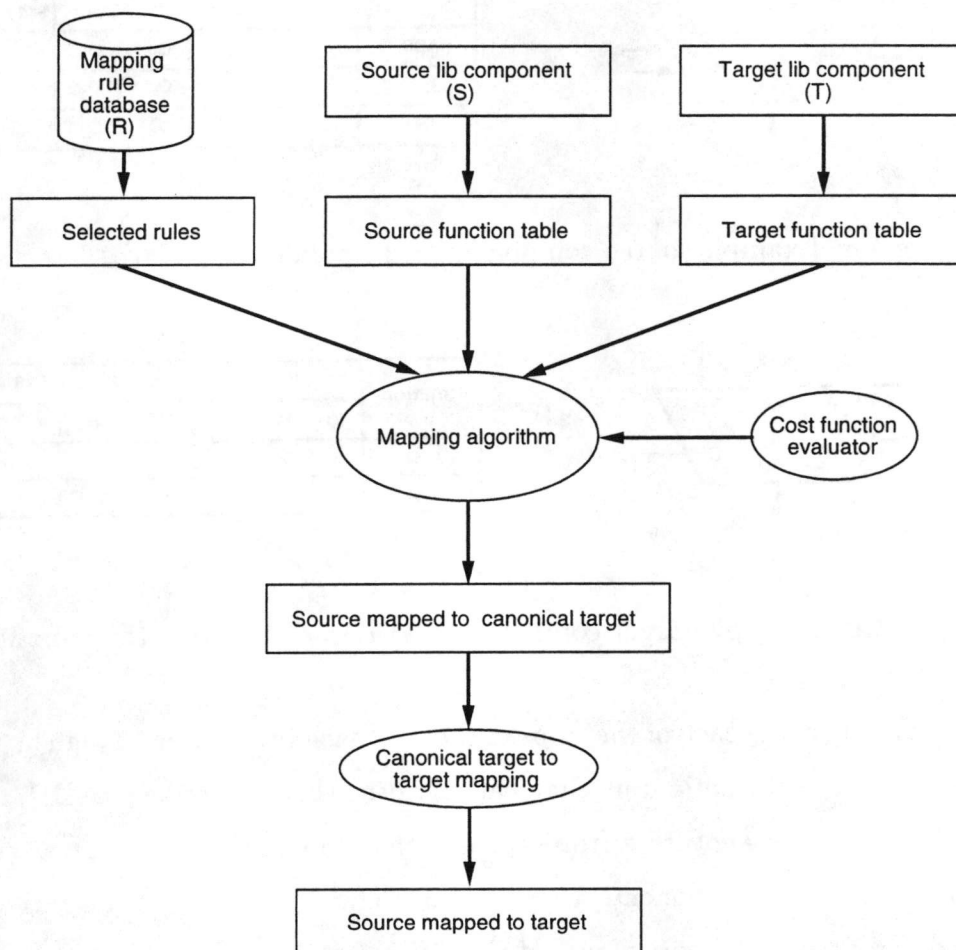 Mapping
rule
database
(R)
Source lib component
(S)
Target lib component
(T)
Selected rules
Source function table
Target function table
Mapping algorithm
Cost function
evaluator
Source mapped to canonical target
Canonical target to
target mapping
Source mapped to target